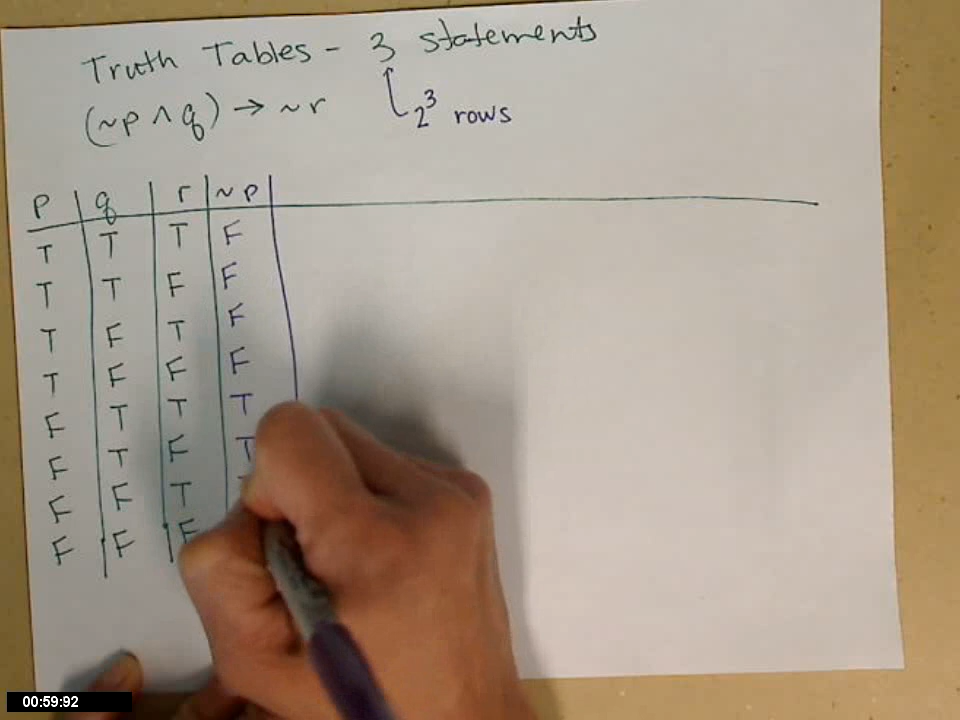 Truth Tables - 3 statements
(~p ∧ q) → ~r
2³ rows
p q r ~p
T T T F
T T F F
T F T F
T F F F
F T T T
F T F T
F F T
F F F
00:59:92